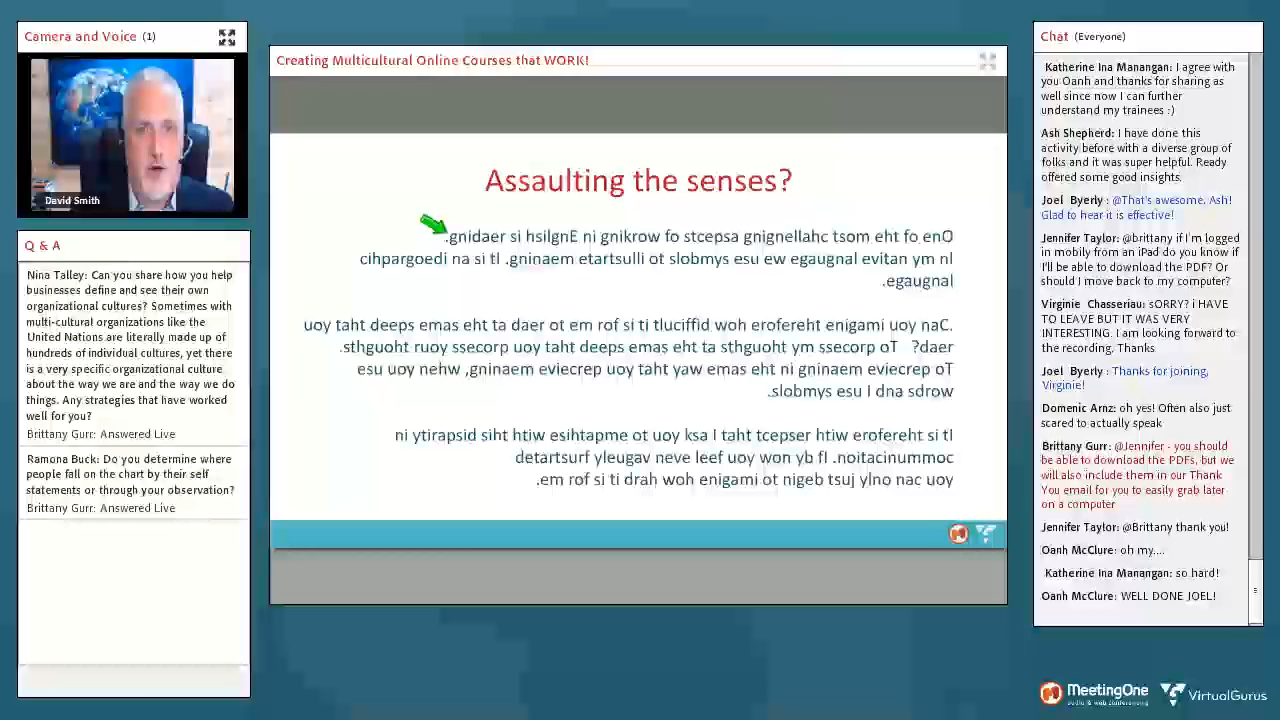 Camera and Voice (1)
David Smith
Q & A
Nina Talley: Can you share how you help
businesses define and see their own
organizational cultures? Sometimes with
multi-cultural organizations like the
United Nations are literally made up of
hundreds of individual cultures, yet there
is a very specific organizational culture
about the way we are and the way we do
things. Any strategies that have worked
well for you?
Brittany Gurr: Answered Live
Ramona Buck: Do you determine where
people fall on the chart by their self
statements or through your observation?
Brittany Gurr: Answered Live
Creating Multicultural Online Courses that WORK!
Assaulting the senses?
.gnidaer si hsilgnE ni gnikrow fo stcepsa gnignellahc tsom eht fo enO
cihpargoedi na si tI .gninaem etartsulli ot slobmys esu ew egaugnal evitan ym nI
.egaugnal
uoy taht deeps emas eht ta daer ot em rof si ti tluciffid woh erofereht enigami uoy naC.
.sthguoht ruoy ssecorp uoy taht deeps emas eht ta sthguoht ym ssecorp oT ?daer
esu uoy nehw ,gninaem eviecrep uoy taht yaw emas eht ni gninaem eviecrep oT
.slobmys esu I dna sdrow
ni ytirapsid siht htiw esihtapme ot uoy ksa I taht tcepser htiw erofereht si tI
detartsurf yleugav neve leef uoy won yb fI .noitacinummoc
.em rof si ti drah woh enigami ot nigeb tsuj ylno nac uoy
Chat (Everyone)
Katherine Ina Manangan: I agree with
you Oanh and thanks for sharing as
well since now I can further
understand my trainees :)
Ash Shepherd: I have done this
activity before with a diverse group of
folks and it was super helpful. Ready
offered some good insights.
Joel Byerly: @That's awesome, Ash!
Glad to hear it is effective!
Jennifer Taylor: @brittany if I'm logged
in mobily from an iPad do you know if
I'll be able to download the PDF? Or
should I move back to my computer?
Virginie Chasseriau: sORRY? i HAVE
TO LEAVE BUT IT WAS VERY
INTERESTING. I am looking forward to
the recording. Thanks
Joel Byerly: Thanks for joining,
Virginie!
Domenic Arnz: oh yes! Often also just
scared to actually speak
Brittany Gurr: @Jennifer - you should
be able to download the PDFs, but we
will also include them in our Thank
You email for you to easily grab later
on a computer
Jennifer Taylor: @Brittany thank you!
Oanh McClure: oh my....
Katherine Ina Manangan: so hard!
Oanh McClure: WELL DONE JOEL!
MeetingOne
audio & web conferencing
VirtualGurus